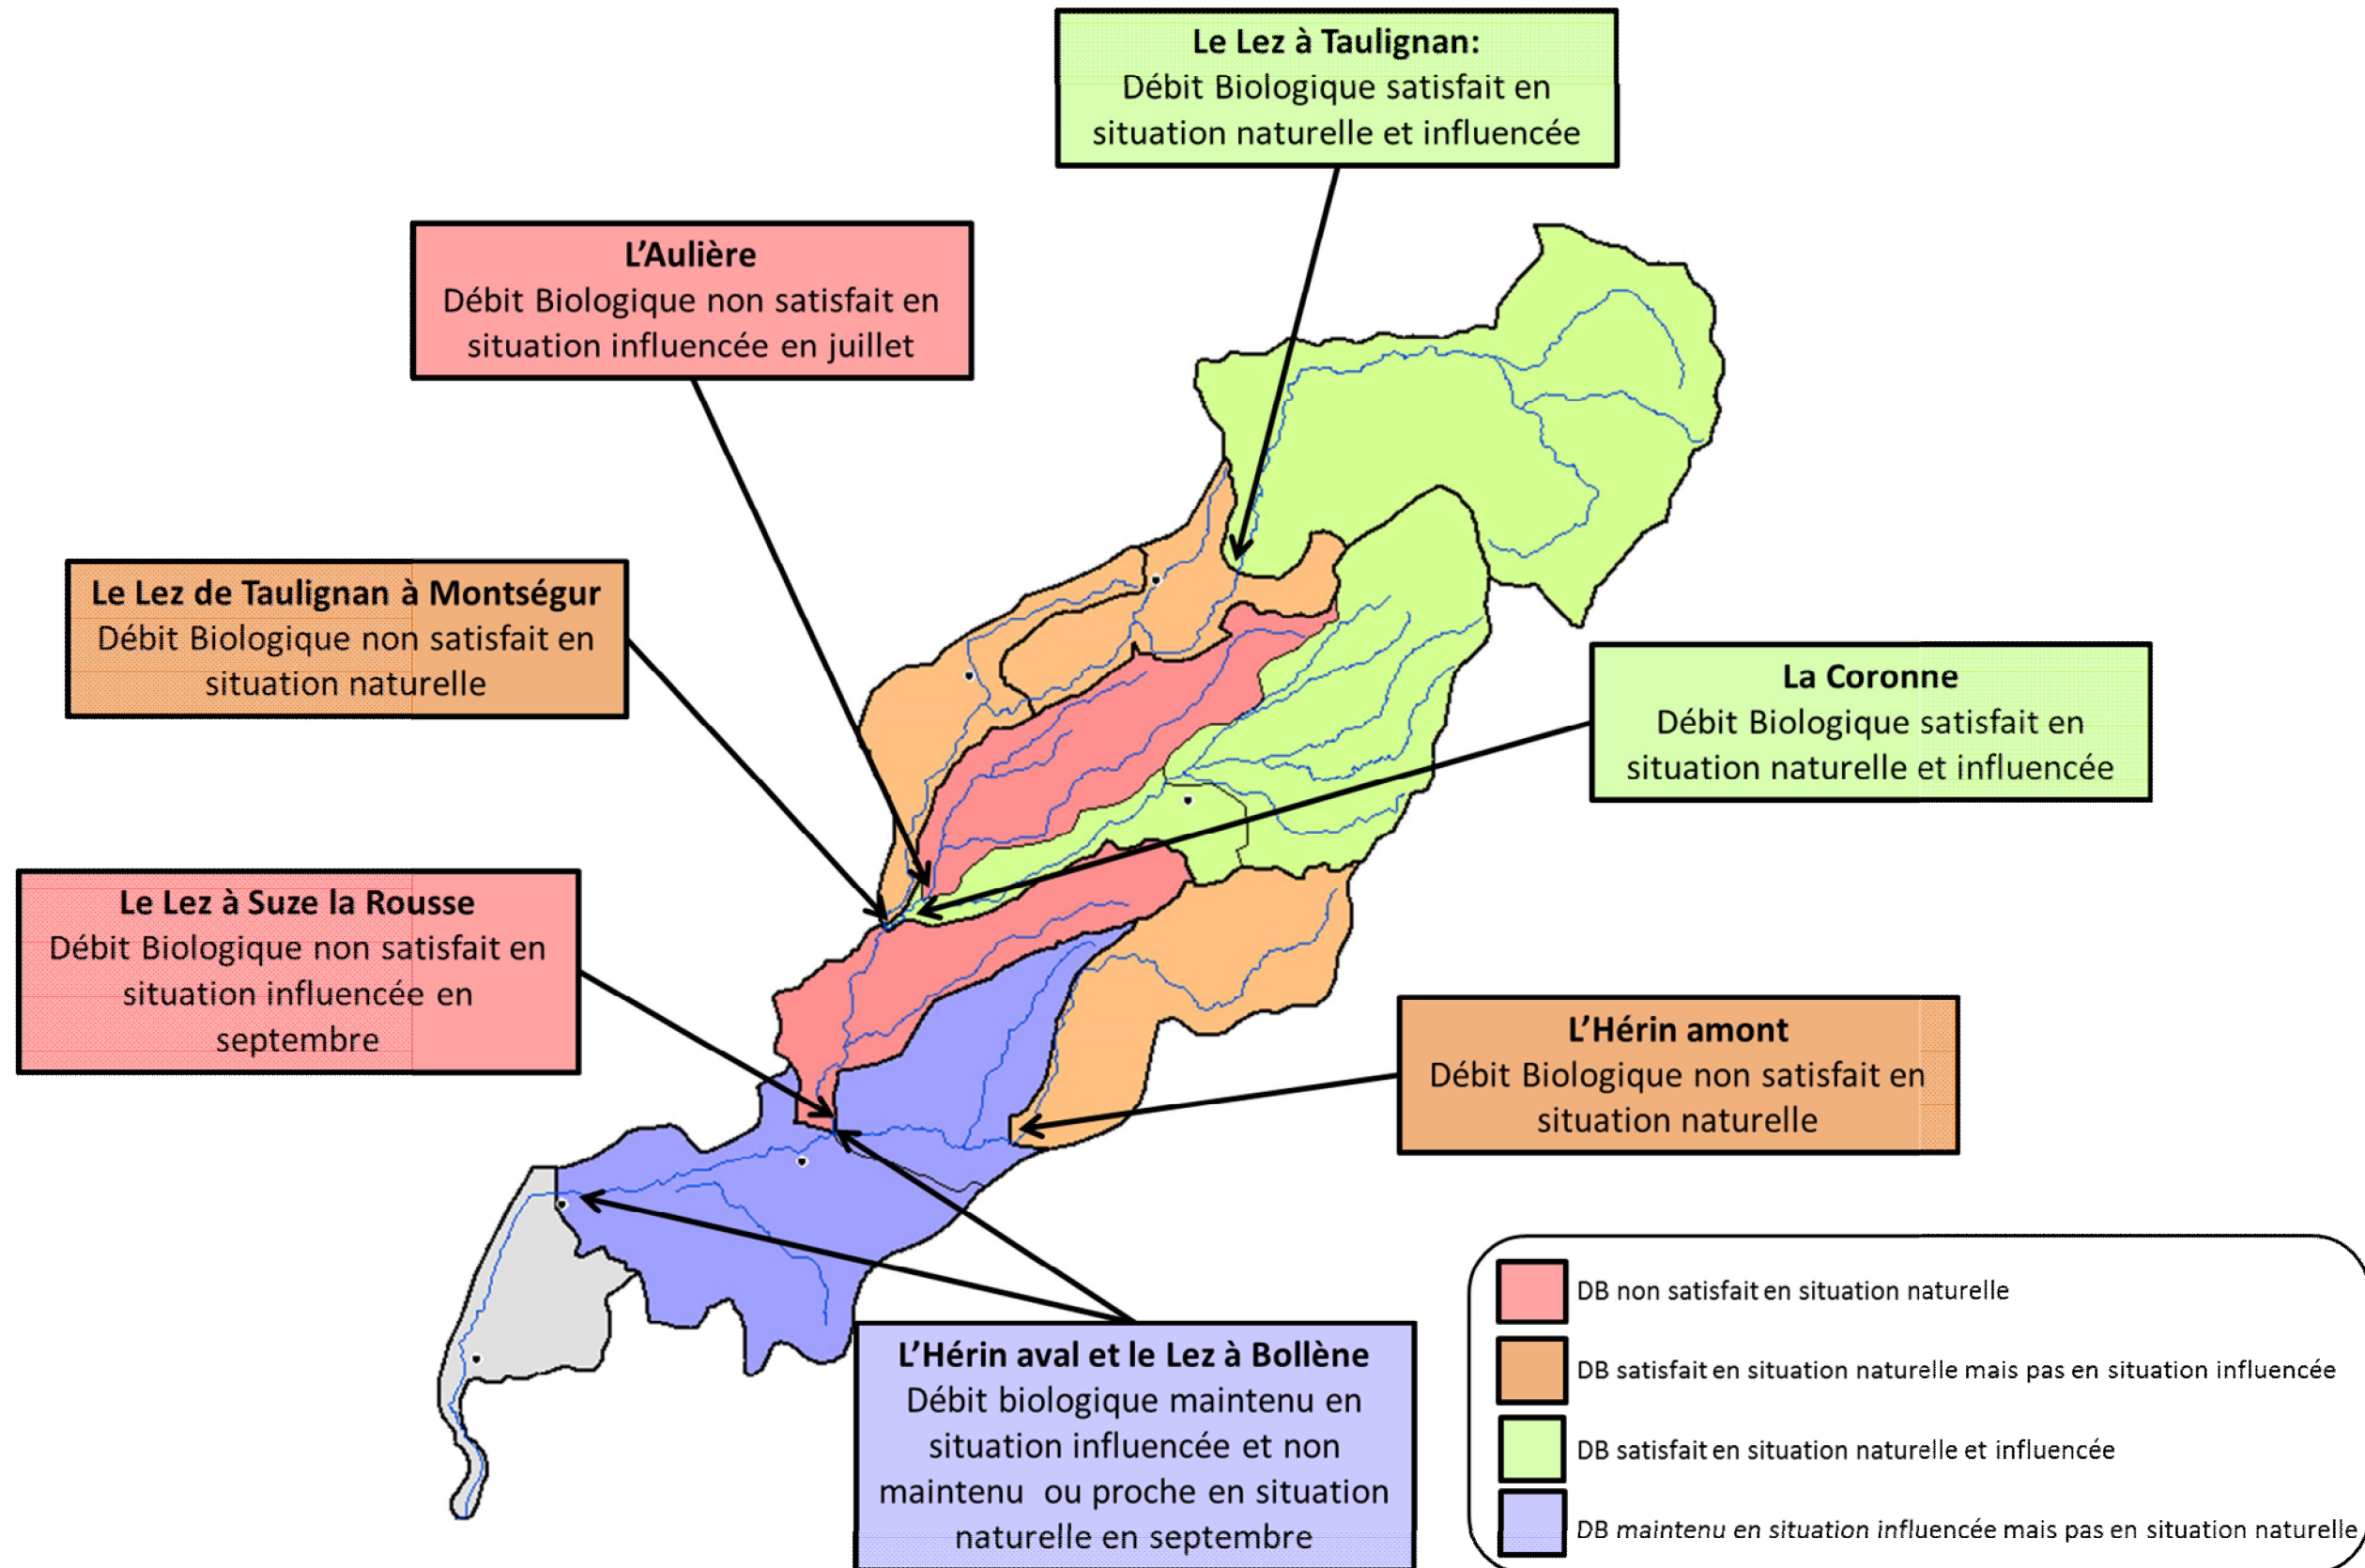 Le Lez à Taulignan:
Débit Biologique satisfait en
situation naturelle et influencée
L'Aulière
Débit Biologique non satisfait en
situation influencée en juillet
Le Lez de Taulignan à Montségur
Débit Biologique non satisfait en
situation naturelle
La Coronne
Débit Biologique satisfait en
situation naturelle et influencée
Le Lez à Suze la Rousse
Débit Biologique non satisfait en
situation influencée en
septembre
L'Hérin amont
Débit Biologique non satisfait en
situation naturelle
L'Hérin aval et le Lez à Bollène
Débit biologique maintenu en
situation influencée et non
maintenu ou proche en situation
naturelle en septembre
DB non satisfait en situation naturelle
DB satisfait en situation naturelle mais pas en situation influencée
DB satisfait en situation naturelle et influencée
DB maintenu en situation influencée mais pas en situation naturelle